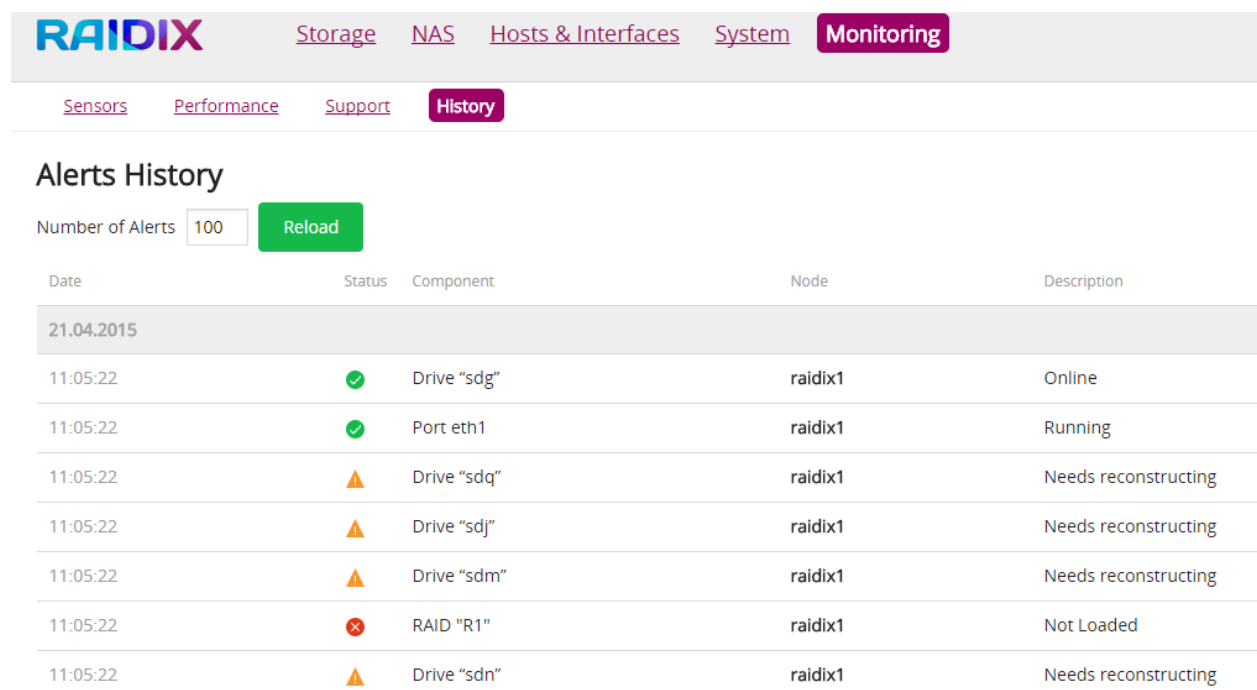 RAIDIX Storage NAS Hosts & Interfaces System Monitoring
Sensors Performance Support History
Alerts History
Number of Alerts 100 Reload
Date Status Component Node Description
21.04.2015
11:05:22 Drive “sdg” raidix1 Online
11:05:22 Port eth1 raidix1 Running
11:05:22 Drive “sdq” raidix1 Needs reconstructing
11:05:22 Drive “sdj” raidix1 Needs reconstructing
11:05:22 Drive “sdm” raidix1 Needs reconstructing
11:05:22 RAID "R1" raidix1 Not Loaded
11:05:22 Drive “sdn” raidix1 Needs reconstructing